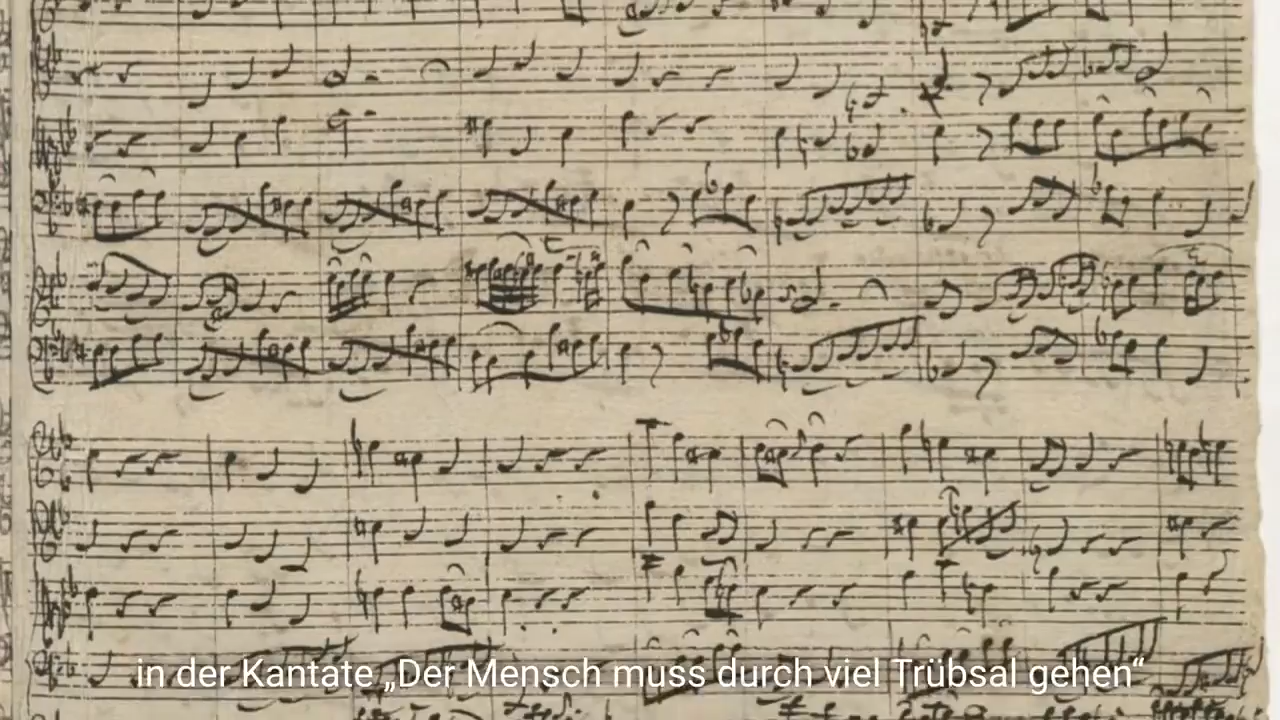 in der Kantate „Der Mensch muss durch viel Trübsal gehen“